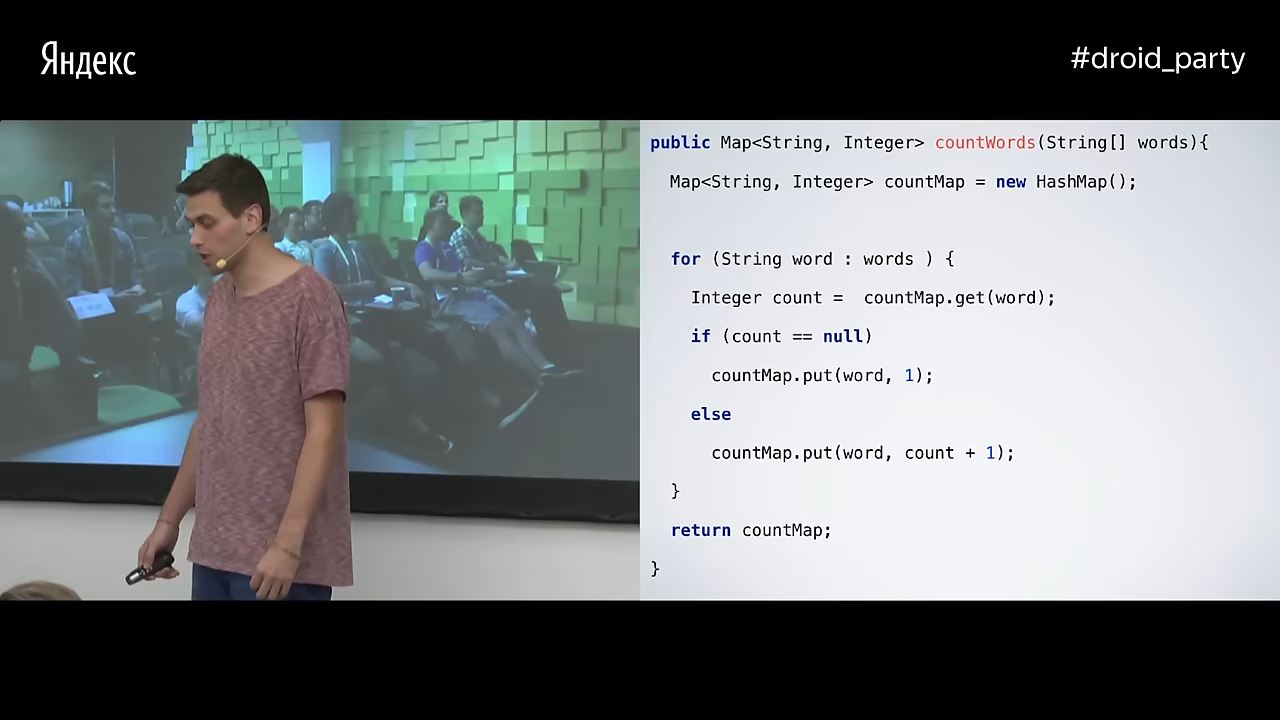 Яндекс
#droid_party
public Map<String, Integer> countWords(String[] words){
Map<String, Integer> countMap = new HashMap();
for (String word : words ) {
Integer count =  countMap.get(word);
if (count == null)
countMap.put(word, 1);
else
countMap.put(word, count + 1);
}
return countMap;
}